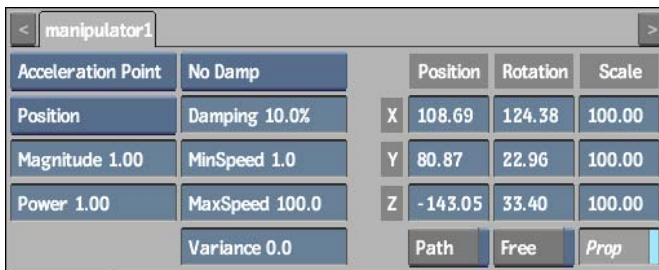 < manipulator1 >
Acceleration Point No Damp Position Rotation Scale
Position Damping 10.0% X 108.69 124.38 100.00
Magnitude 1.00 MinSpeed 1.0 Y 80.87 22.96 100.00
Power 1.00 MaxSpeed 100.0 Z -143.05 33.40 100.00
Variance 0.0 Path Free Prop